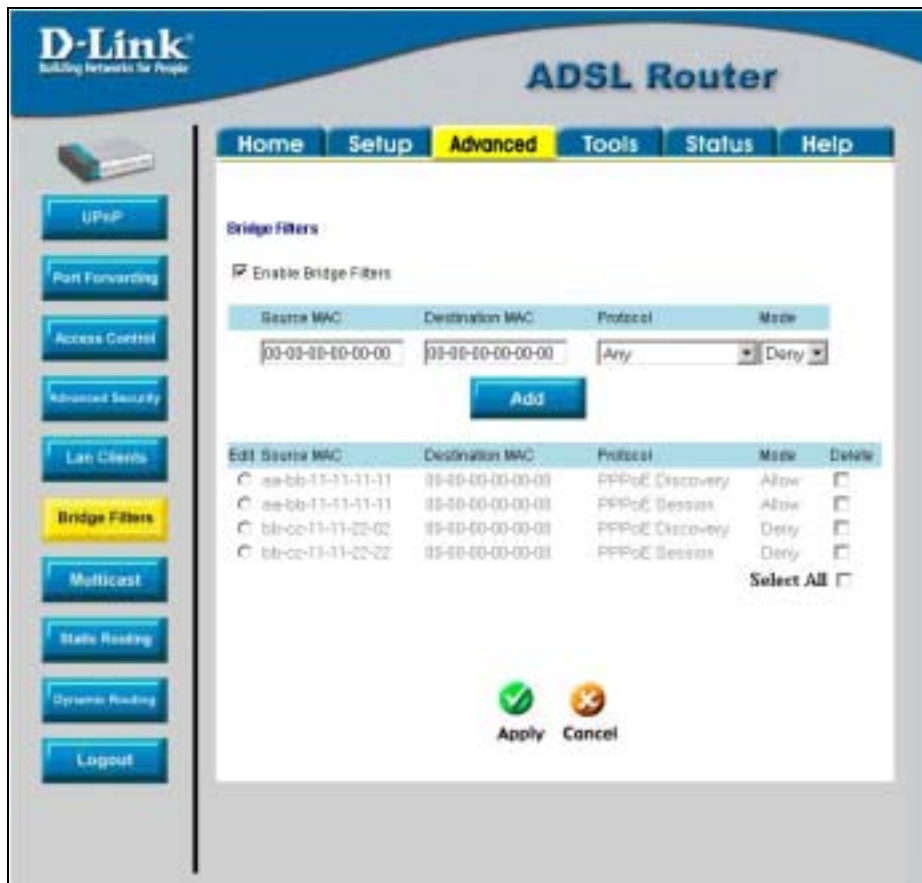 D-Link
Building Networks for People
ADSL Router
Home Setup Advanced Tools Status Help
UPnP
Port Forwarding
Access Control
Advanced Security
Lan Clients
Bridge Filters
Multicast
Static Routing
Dynamic Routing
Logout
Bridge Filters
Enable Bridge Filters
Source MAC Destination MAC Protocol Mode
00-00-00-00-00-00 00-00-00-00-00-00 Any Deny
Add
Edit Source MAC Destination MAC Protocol Mode Delete
aa-bb-11-11-11-11 00-00-00-00-00-00 PPPoE Discovery Allow
aa-bb-11-11-11-11 00-00-00-00-00-00 PPPoE Session Allow
bb-cc-11-11-22-02 00-00-00-00-00-00 PPPoE Discovery Deny
bb-cc-11-11-22-22 00-00-00-00-00-00 PPPoE Session Deny
Select All
Apply Cancel